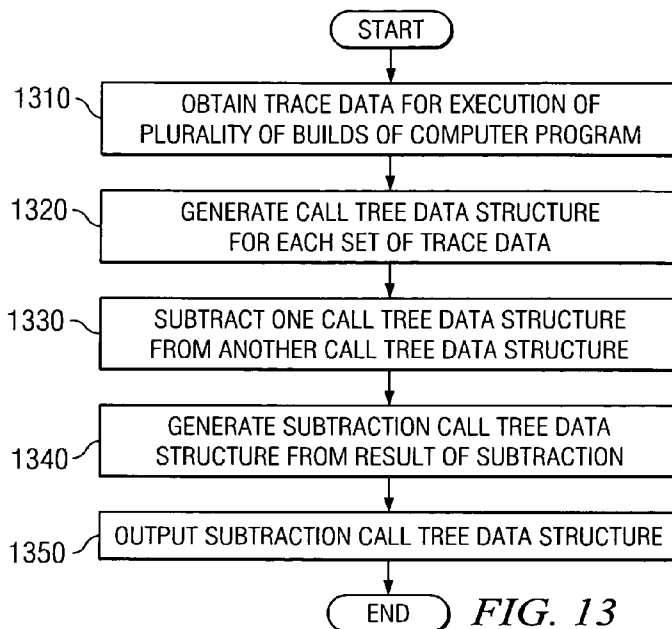 START
1310
OBTAIN TRACE DATA FOR EXECUTION OF
PLURALITY OF BUILDS OF COMPUTER PROGRAM
1320
GENERATE CALL TREE DATA STRUCTURE
FOR EACH SET OF TRACE DATA
1330
SUBTRACT ONE CALL TREE DATA STRUCTURE
FROM ANOTHER CALL TREE DATA STRUCTURE
1340
GENERATE SUBTRACTION CALL TREE DATA
STRUCTURE FROM RESULT OF SUBTRACTION
1350
OUTPUT SUBTRACTION CALL TREE DATA STRUCTURE
END
FIG. 13